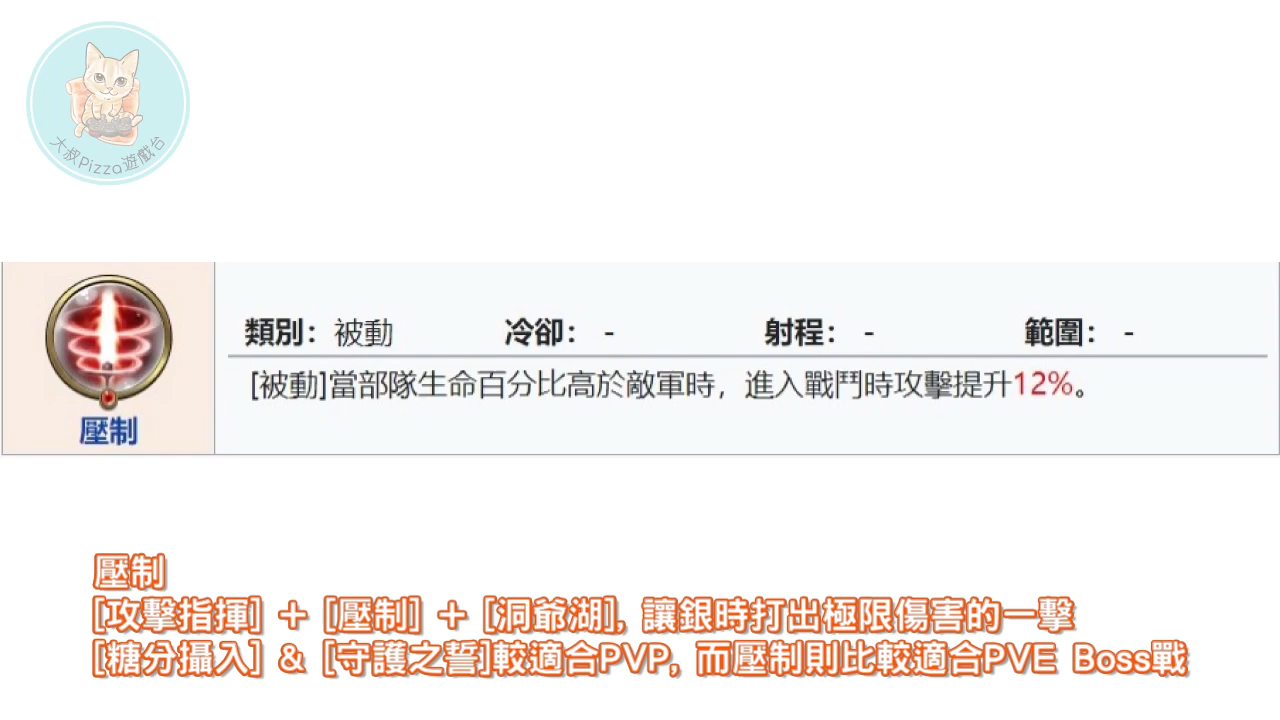 大叔Pizza遊戲台
類別： 被動 冷卻： - 射程： - 範圍： -
[被動]當部隊生命百分比高於敵軍時，進入戰鬥時攻擊提升12%。
壓制
壓制
[攻擊指揮] + [壓制] + [洞爺湖], 讓銀時打出極限傷害的一擊
[糖分攝入] & [守護之誓]較適合PVP, 而壓制則比較適合PVE Boss戰